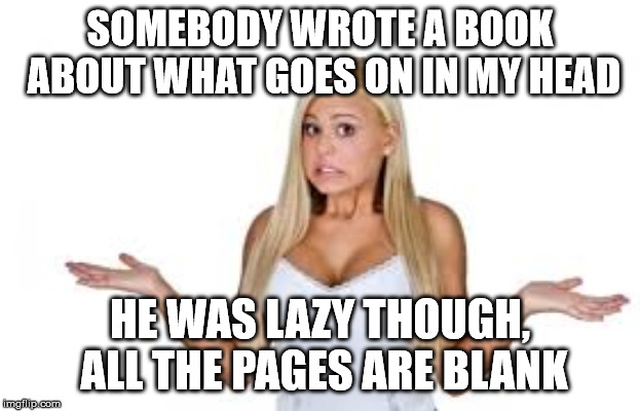 SOMEBODY WROTE A BOOK
ABOUT WHAT GOES ON IN MY HEAD
HE WAS LAZY THOUGH,
ALL THE PAGES ARE BLANK
imgflip.com